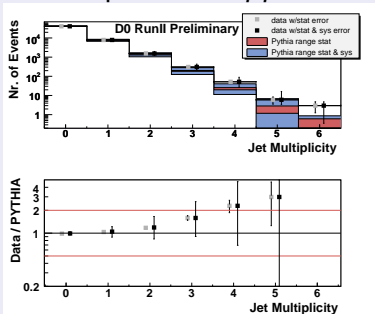 D0 RunII Preliminary
data w/stat error
data w/stat & sys error
Pythia range stat
Pythia range stat & sys
Nr. of Events
10⁴
10³
10²
10
1
0 1 2 3 4 5 6
Jet Multiplicity
Data / PYTHIA
4
3
2
1
0.2
0 1 2 3 4 5 6
Jet Multiplicity